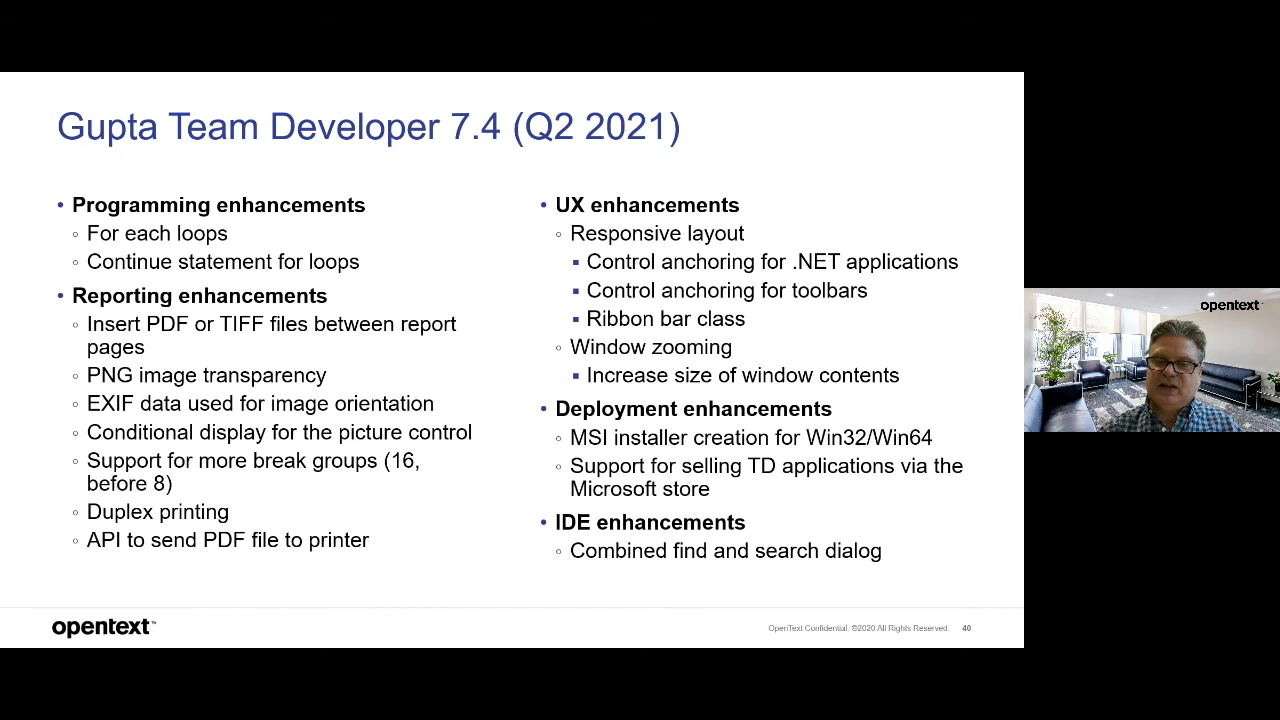 Gupta Team Developer 7.4 (Q2 2021)
• Programming enhancements
◦ For each loops
◦ Continue statement for loops
• Reporting enhancements
◦ Insert PDF or TIFF files between report
pages
◦ PNG image transparency
◦ EXIF data used for image orientation
◦ Conditional display for the picture control
◦ Support for more break groups (16,
before 8)
◦ Duplex printing
◦ API to send PDF file to printer
• UX enhancements
◦ Responsive layout
▪ Control anchoring for .NET applications
▪ Control anchoring for toolbars
▪ Ribbon bar class
◦ Window zooming
▪ Increase size of window contents
• Deployment enhancements
◦ MSI installer creation for Win32/Win64
◦ Support for selling TD applications via the
Microsoft store
• IDE enhancements
◦ Combined find and search dialog
opentext™
OpenText Confidential. ©2020 All Rights Reserved. 40
opentext